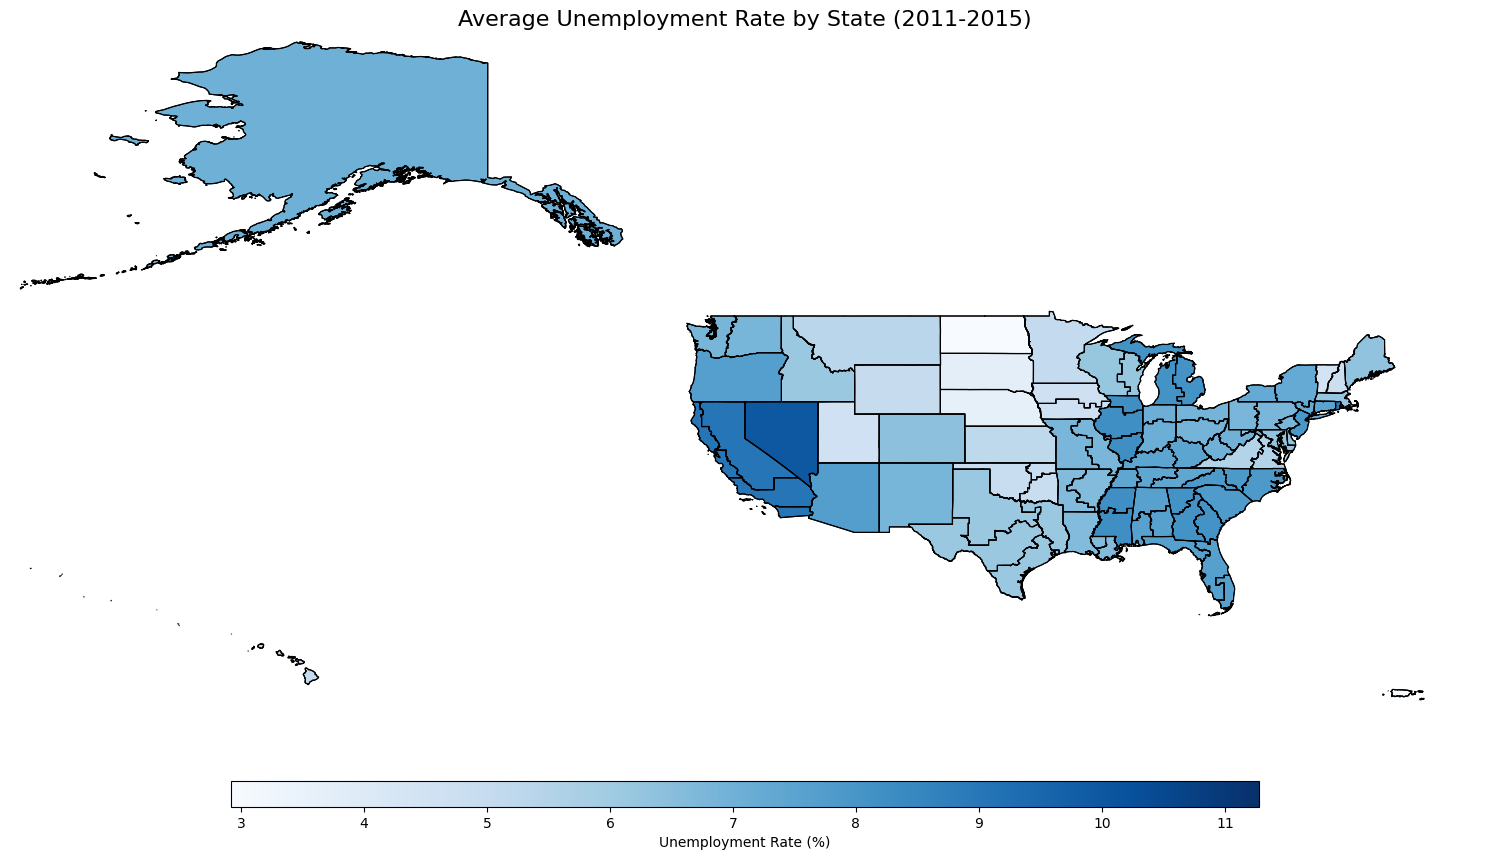 Average Unemployment Rate by State (2011-2015)
3 4 5 6 7 8 9 10 11
Unemployment Rate (%)